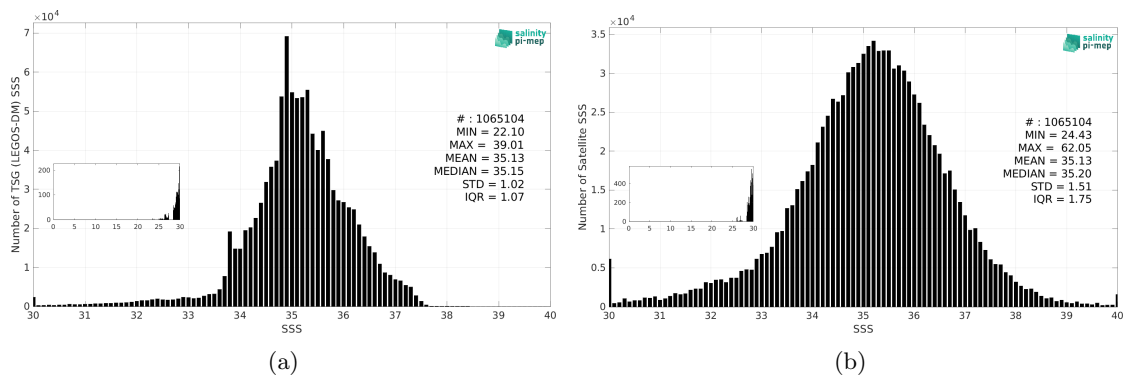 ×10⁴
7
6
5
4
3
2
1
0
Number of TSG (LEGOS-DM) SSS
salinity
pi-mep
# : 1065104
MIN = 22.10
MAX = 39.01
MEAN = 35.13
MEDIAN = 35.15
STD = 1.02
IQR = 1.07
200
100
0
0 5 10 15 20 25 30
30 31 32 33 34 35 36 37 38 39 40
SSS
(a)
×10⁴
3.5
3
2.5
2
1.5
1
0.5
0
Number of Satellite SSS
salinity
pi-mep
# : 1065104
MIN = 24.43
MAX = 62.05
MEAN = 35.13
MEDIAN = 35.20
STD = 1.51
IQR = 1.75
400
200
0
0 5 10 15 20 25 30
30 31 32 33 34 35 36 37 38 39 40
SSS
(b)